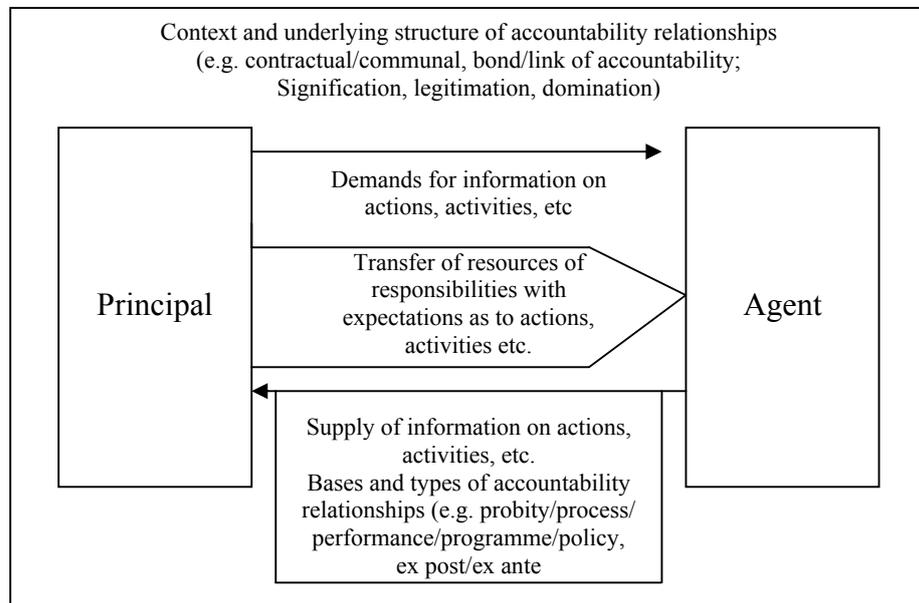 Context and underlying structure of accountability relationships
(e.g. contractual/communal, bond/link of accountability;
Signification, legitimation, domination)
Demands for information on
actions, activities, etc
Transfer of resources of
responsibilities with
expectations as to actions,
activities etc.
Principal
Agent
Supply of information on actions,
activities, etc.
Bases and types of accountability
relationships (e.g. probity/process/
performance/programme/policy,
ex post/ex ante